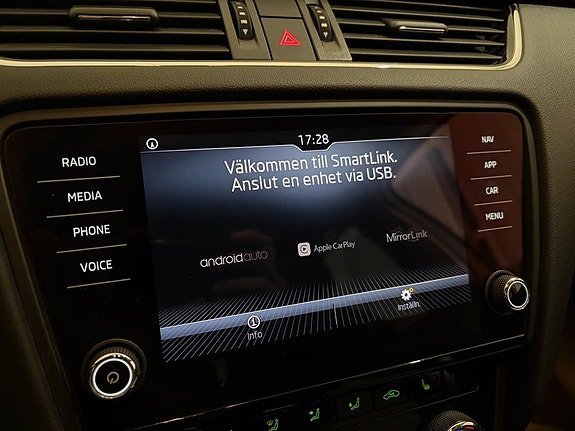 17:28
RADIO
MEDIA
PHONE
VOICE
Välkommen till SmartLink.
Anslut en enhet via USB.
androidauto
Apple CarPlay
MirrorLink
Info
Inställn.
NAV
APP
CAR
MENU